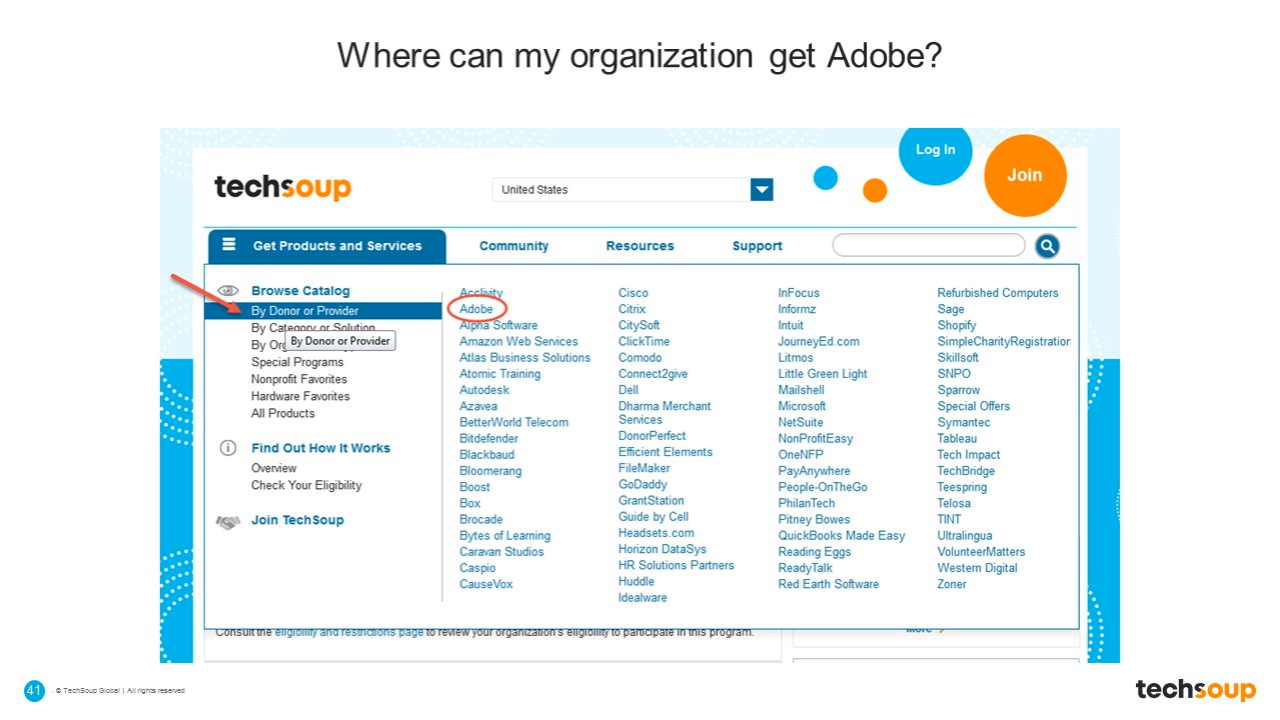 Where can my organization get Adobe?
Log In
Join
techsoup
United States
Get Products and Services
Community
Resources
Support
Browse Catalog
By Donor or Provider
By Category or Solution
By Or
By Donor or Provider
Special Programs
Nonprofit Favorites
Hardware Favorites
All Products
Find Out How It Works
Overview
Check Your Eligibility
Join TechSoup
Acclivity
Adobe
Alpha Software
Amazon Web Services
Atlas Business Solutions
Atomic Training
Autodesk
Azavea
BetterWorld Telecom
Bitdefender
Blackbaud
Bloomerang
Boost
Box
Brocade
Bytes of Learning
Caravan Studios
Caspio
CauseVox
Cisco
Citrix
CitySoft
ClickTime
Comodo
Connect2give
Dell
Dharma Merchant
Services
DonorPerfect
Efficient Elements
FileMaker
GoDaddy
GrantStation
Guide by Cell
Headsets.com
Horizon DataSys
HR Solutions Partners
Huddle
Idealware
InFocus
Informz
Intuit
JourneyEd.com
Litmos
Little Green Light
Mailshell
Microsoft
NetSuite
NonProfitEasy
OneNFP
PayAnywhere
People-OnTheGo
PhilanTech
Pitney Bowes
QuickBooks Made Easy
Reading Eggs
ReadyTalk
Red Earth Software
Refurbished Computers
Sage
Shopify
SimpleCharityRegistration
Skillsoft
SNPO
Sparrow
Special Offers
Symantec
Tableau
Tech Impact
TechBridge
Teespring
Telosa
TINT
Ultralingua
VolunteerMatters
Western Digital
Zoner
Consult the eligibility and restrictions page to review your organization's eligibility to participate in this program.
More
41
. © TechSoup Global | All rights reserved
techsoup